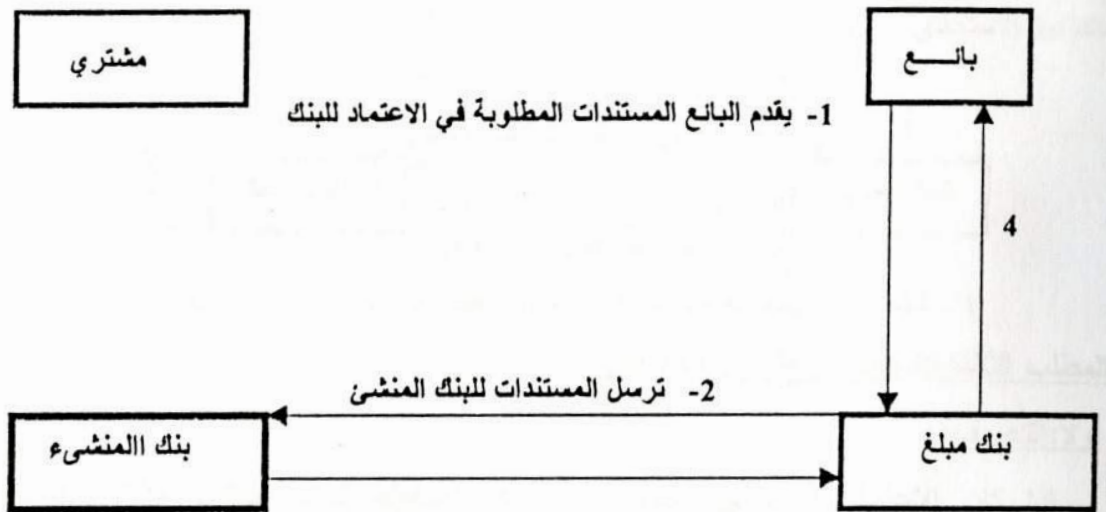 بائـــــع
مشتري
1- يقدم البائع المستندات المطلوبة في الاعتماد للبنك
4
2- ترسل المستندات للبنك المنشئ
بنك مبلغ
بنك االمنشىء